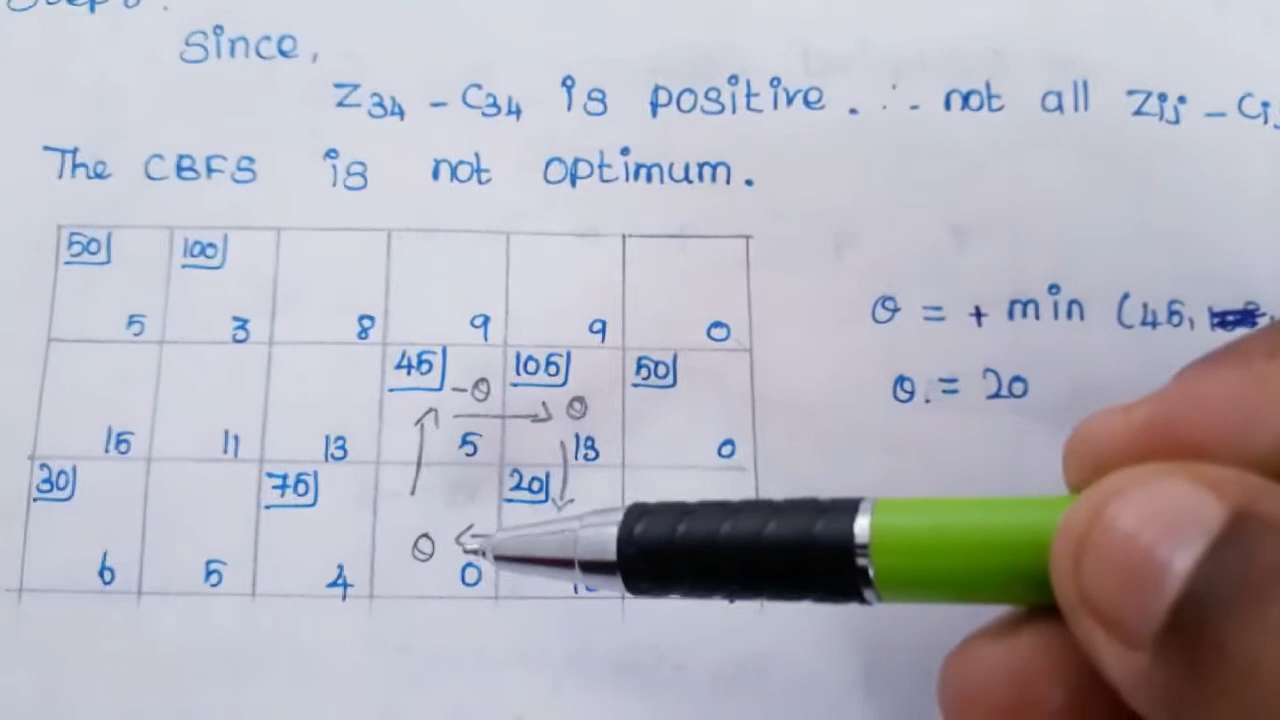 Since,
Z34 - C34 is positive. ∴ not all Zij - Ci
The CBFS is not optimum.
50 100
5 3 8 9 9 0
θ = + min (45,
45 -θ 105 50
θ = 20
θ
15 11 13 5 13 0
30 75 20
θ
6 5 4 0